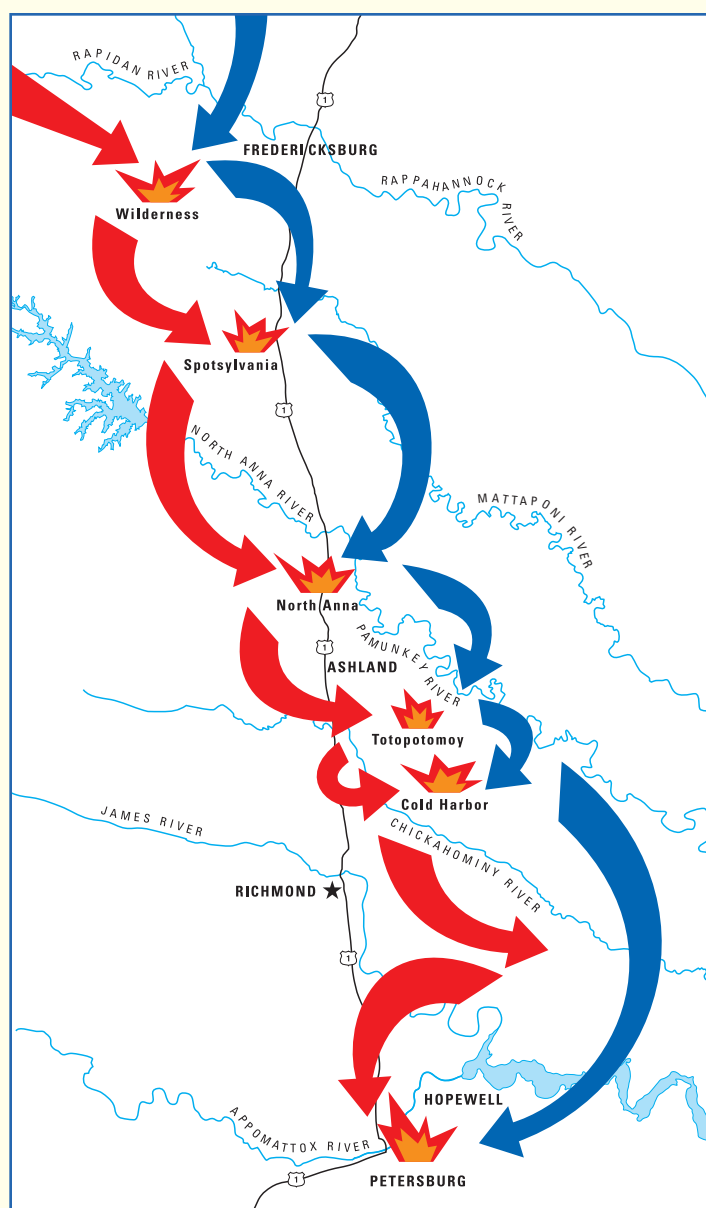 RAPIDAN RIVER
1
FREDERICKSBURG
RAPPAHANNOCK
RIVER
Wilderness
Spotsylvania
1
NORTH ANNA RIVER
MATTAPONI RIVER
North Anna
1
ASHLAND
PAMUNKEY RIVER
Totopotomoy
Cold Harbor
JAMES RIVER
CHICKAHOMINY RIVER
RICHMOND
1
HOPEWELL
APPOMATTOX RIVER
PETERSBURG
1